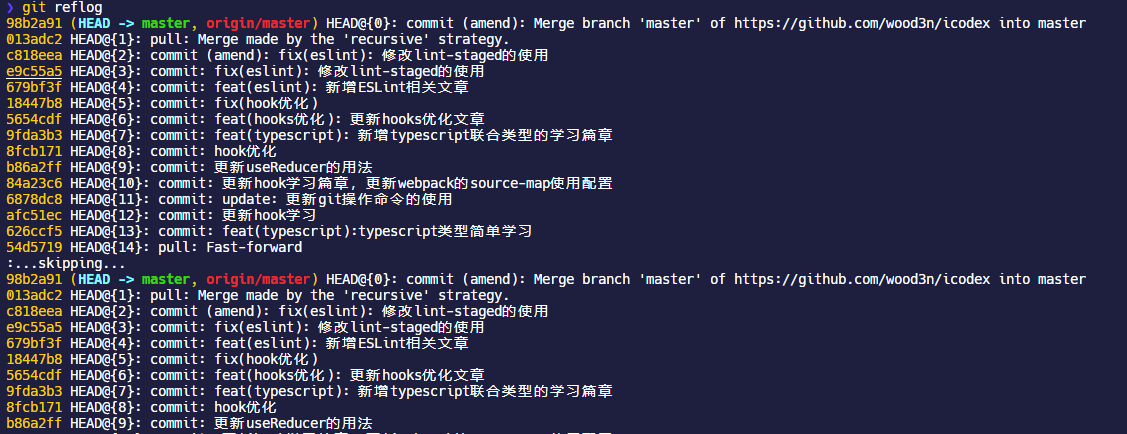 ❯ git reflog
98b2a91 (HEAD -> master, origin/master) HEAD@{0}: commit (amend): Merge branch 'master' of https://github.com/wood3n/icodex into master
013adc2 HEAD@{1}: pull: Merge made by the 'recursive' strategy.
c818eea HEAD@{2}: commit (amend): fix(eslint): 修改lint-staged的使用
e9c55a5 HEAD@{3}: commit: fix(eslint): 修改lint-staged的使用
679bf3f HEAD@{4}: commit: feat(eslint): 新增ESLint相关文章
18447b8 HEAD@{5}: commit: fix(hook优化)
5654cdf HEAD@{6}: commit: feat(hooks优化): 更新hooks优化文章
9fda3b3 HEAD@{7}: commit: feat(typescript): 新增typescript联合类型的学习篇章
8fcb171 HEAD@{8}: commit: hook优化
b86a2ff HEAD@{9}: commit: 更新useReducer的用法
84a23c6 HEAD@{10}: commit: 更新hook学习篇章, 更新webpack的source-map使用配置
6878dc8 HEAD@{11}: commit: update: 更新git操作命令的使用
afc51ec HEAD@{12}: commit: 更新hook学习
626ccf5 HEAD@{13}: commit: feat(typescript):typescript类型简单学习
54d5719 HEAD@{14}: pull: Fast-forward
:...skipping...
98b2a91 (HEAD -> master, origin/master) HEAD@{0}: commit (amend): Merge branch 'master' of https://github.com/wood3n/icodex into master
013adc2 HEAD@{1}: pull: Merge made by the 'recursive' strategy.
c818eea HEAD@{2}: commit (amend): fix(eslint): 修改lint-staged的使用
e9c55a5 HEAD@{3}: commit: fix(eslint): 修改lint-staged的使用
679bf3f HEAD@{4}: commit: feat(eslint): 新增ESLint相关文章
18447b8 HEAD@{5}: commit: fix(hook优化)
5654cdf HEAD@{6}: commit: feat(hooks优化): 更新hooks优化文章
9fda3b3 HEAD@{7}: commit: feat(typescript): 新增typescript联合类型的学习篇章
8fcb171 HEAD@{8}: commit: hook优化
b86a2ff HEAD@{9}: commit: 更新useReducer的用法